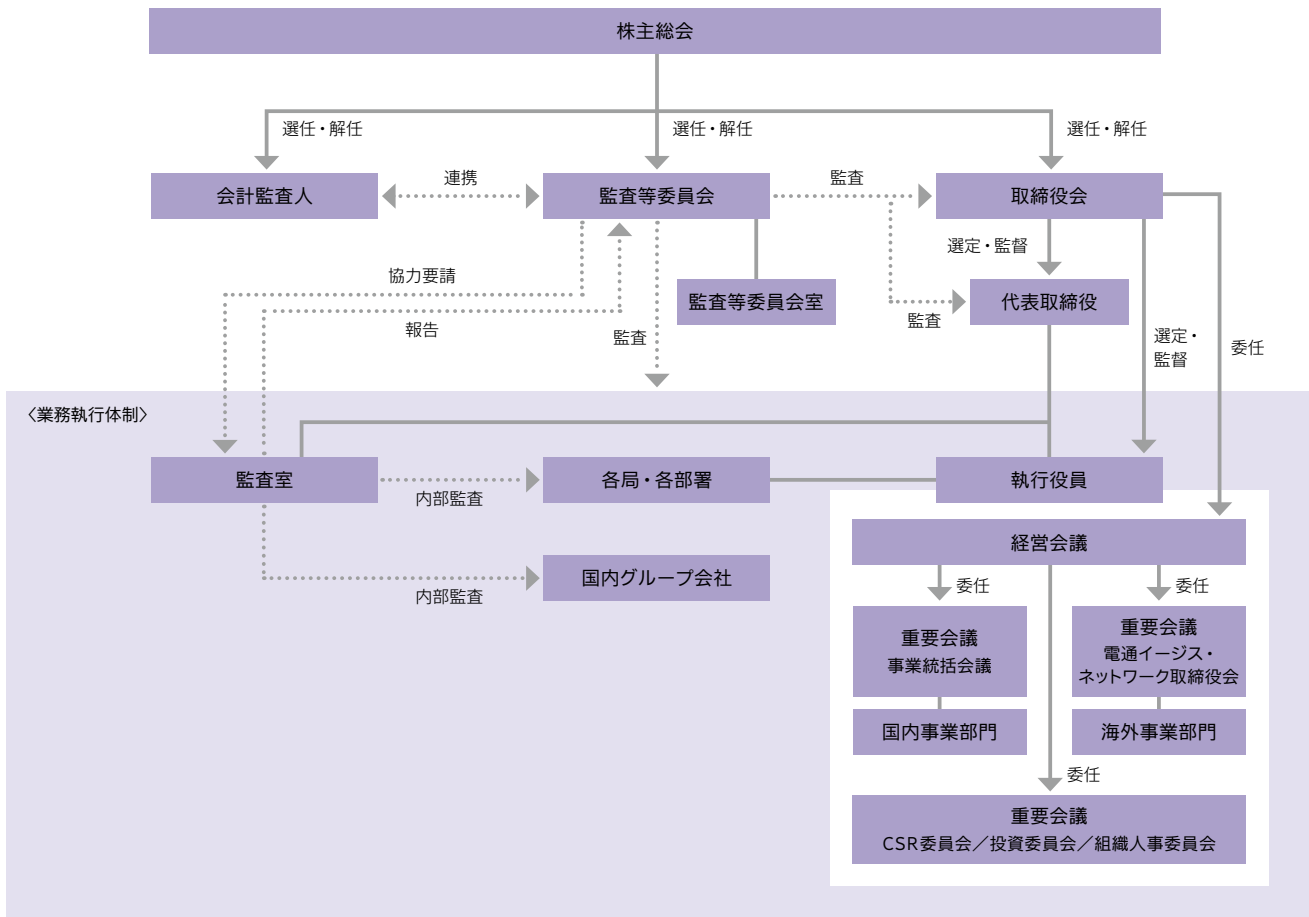 株主総会
選任・解任
選任・解任
選任・解任
会計監査人
連携
監査等委員会
監査
取締役会
選定・監督
協力要請
監査等委員会室
代表取締役
報告
監査
監査
選定・
監督
委任
〈業務執行体制〉
監査室
内部監査
各局・各部署
執行役員
経営会議
国内グループ会社
内部監査
委任
委任
重要会議
事業統括会議
重要会議
電通イージス・
ネットワーク取締役会
国内事業部門
海外事業部門
委任
重要会議
CSR委員会／投資委員会／組織人事委員会